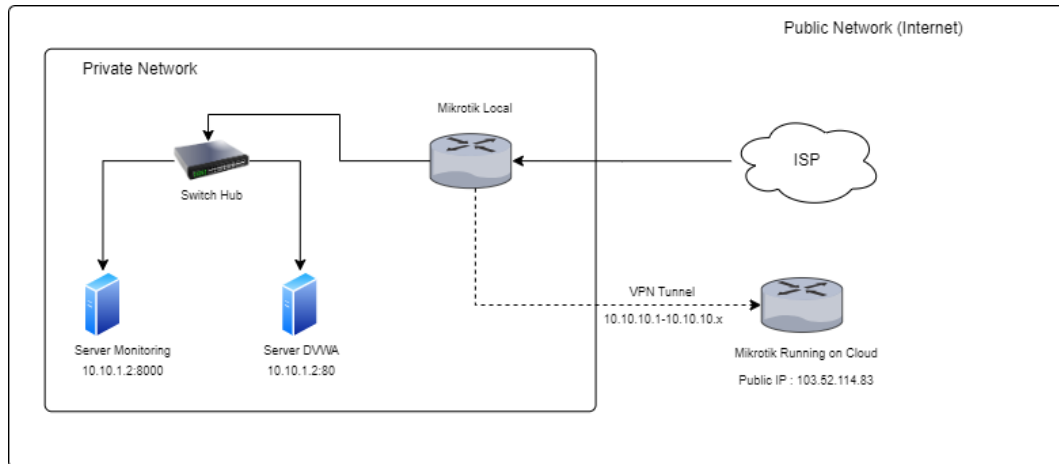 Public Network (Internet)
Private Network
Mikrotik Local
ISP
Switch Hub
VPN Tunnel
10.10.10.1-10.10.10.x
Server Monitoring
10.10.1.2:8000
Server DVWA
10.10.1.2:80
Mikrotik Running on Cloud
Public IP : 103.52.114.83